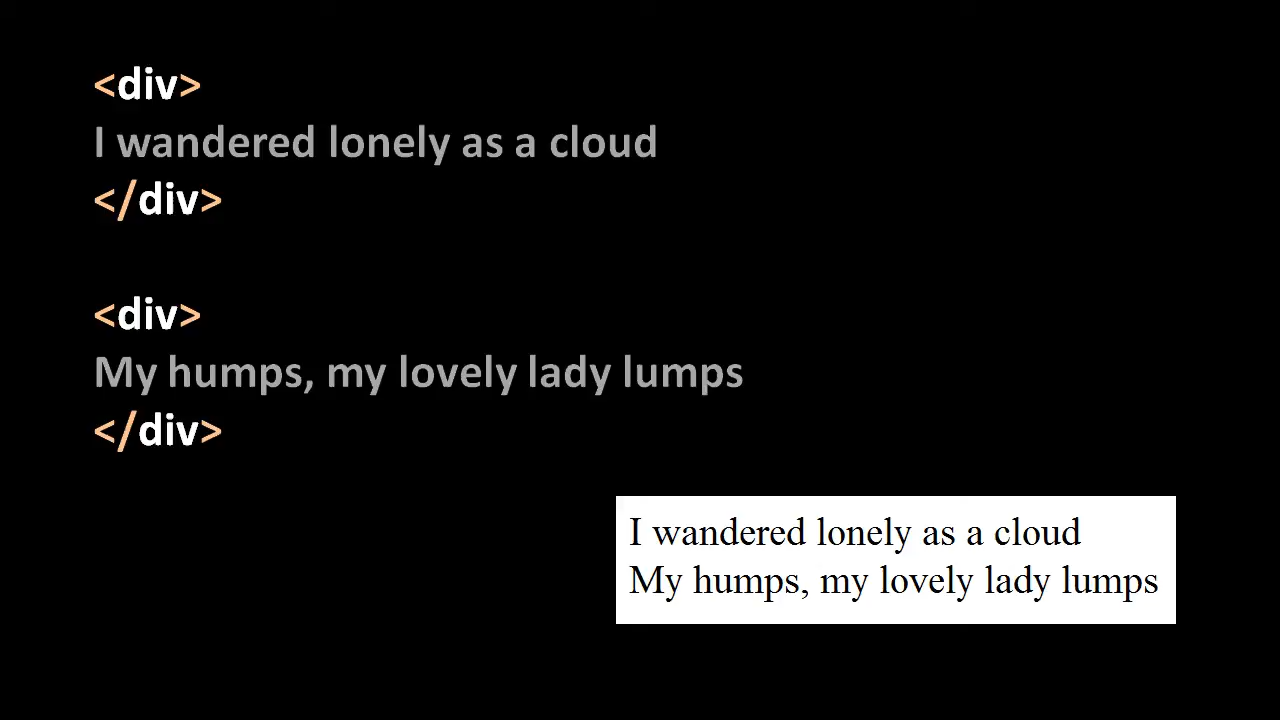 <div>
I wandered lonely as a cloud
</div>
<div>
My humps, my lovely lady lumps
</div>
I wandered lonely as a cloud
My humps, my lovely lady lumps